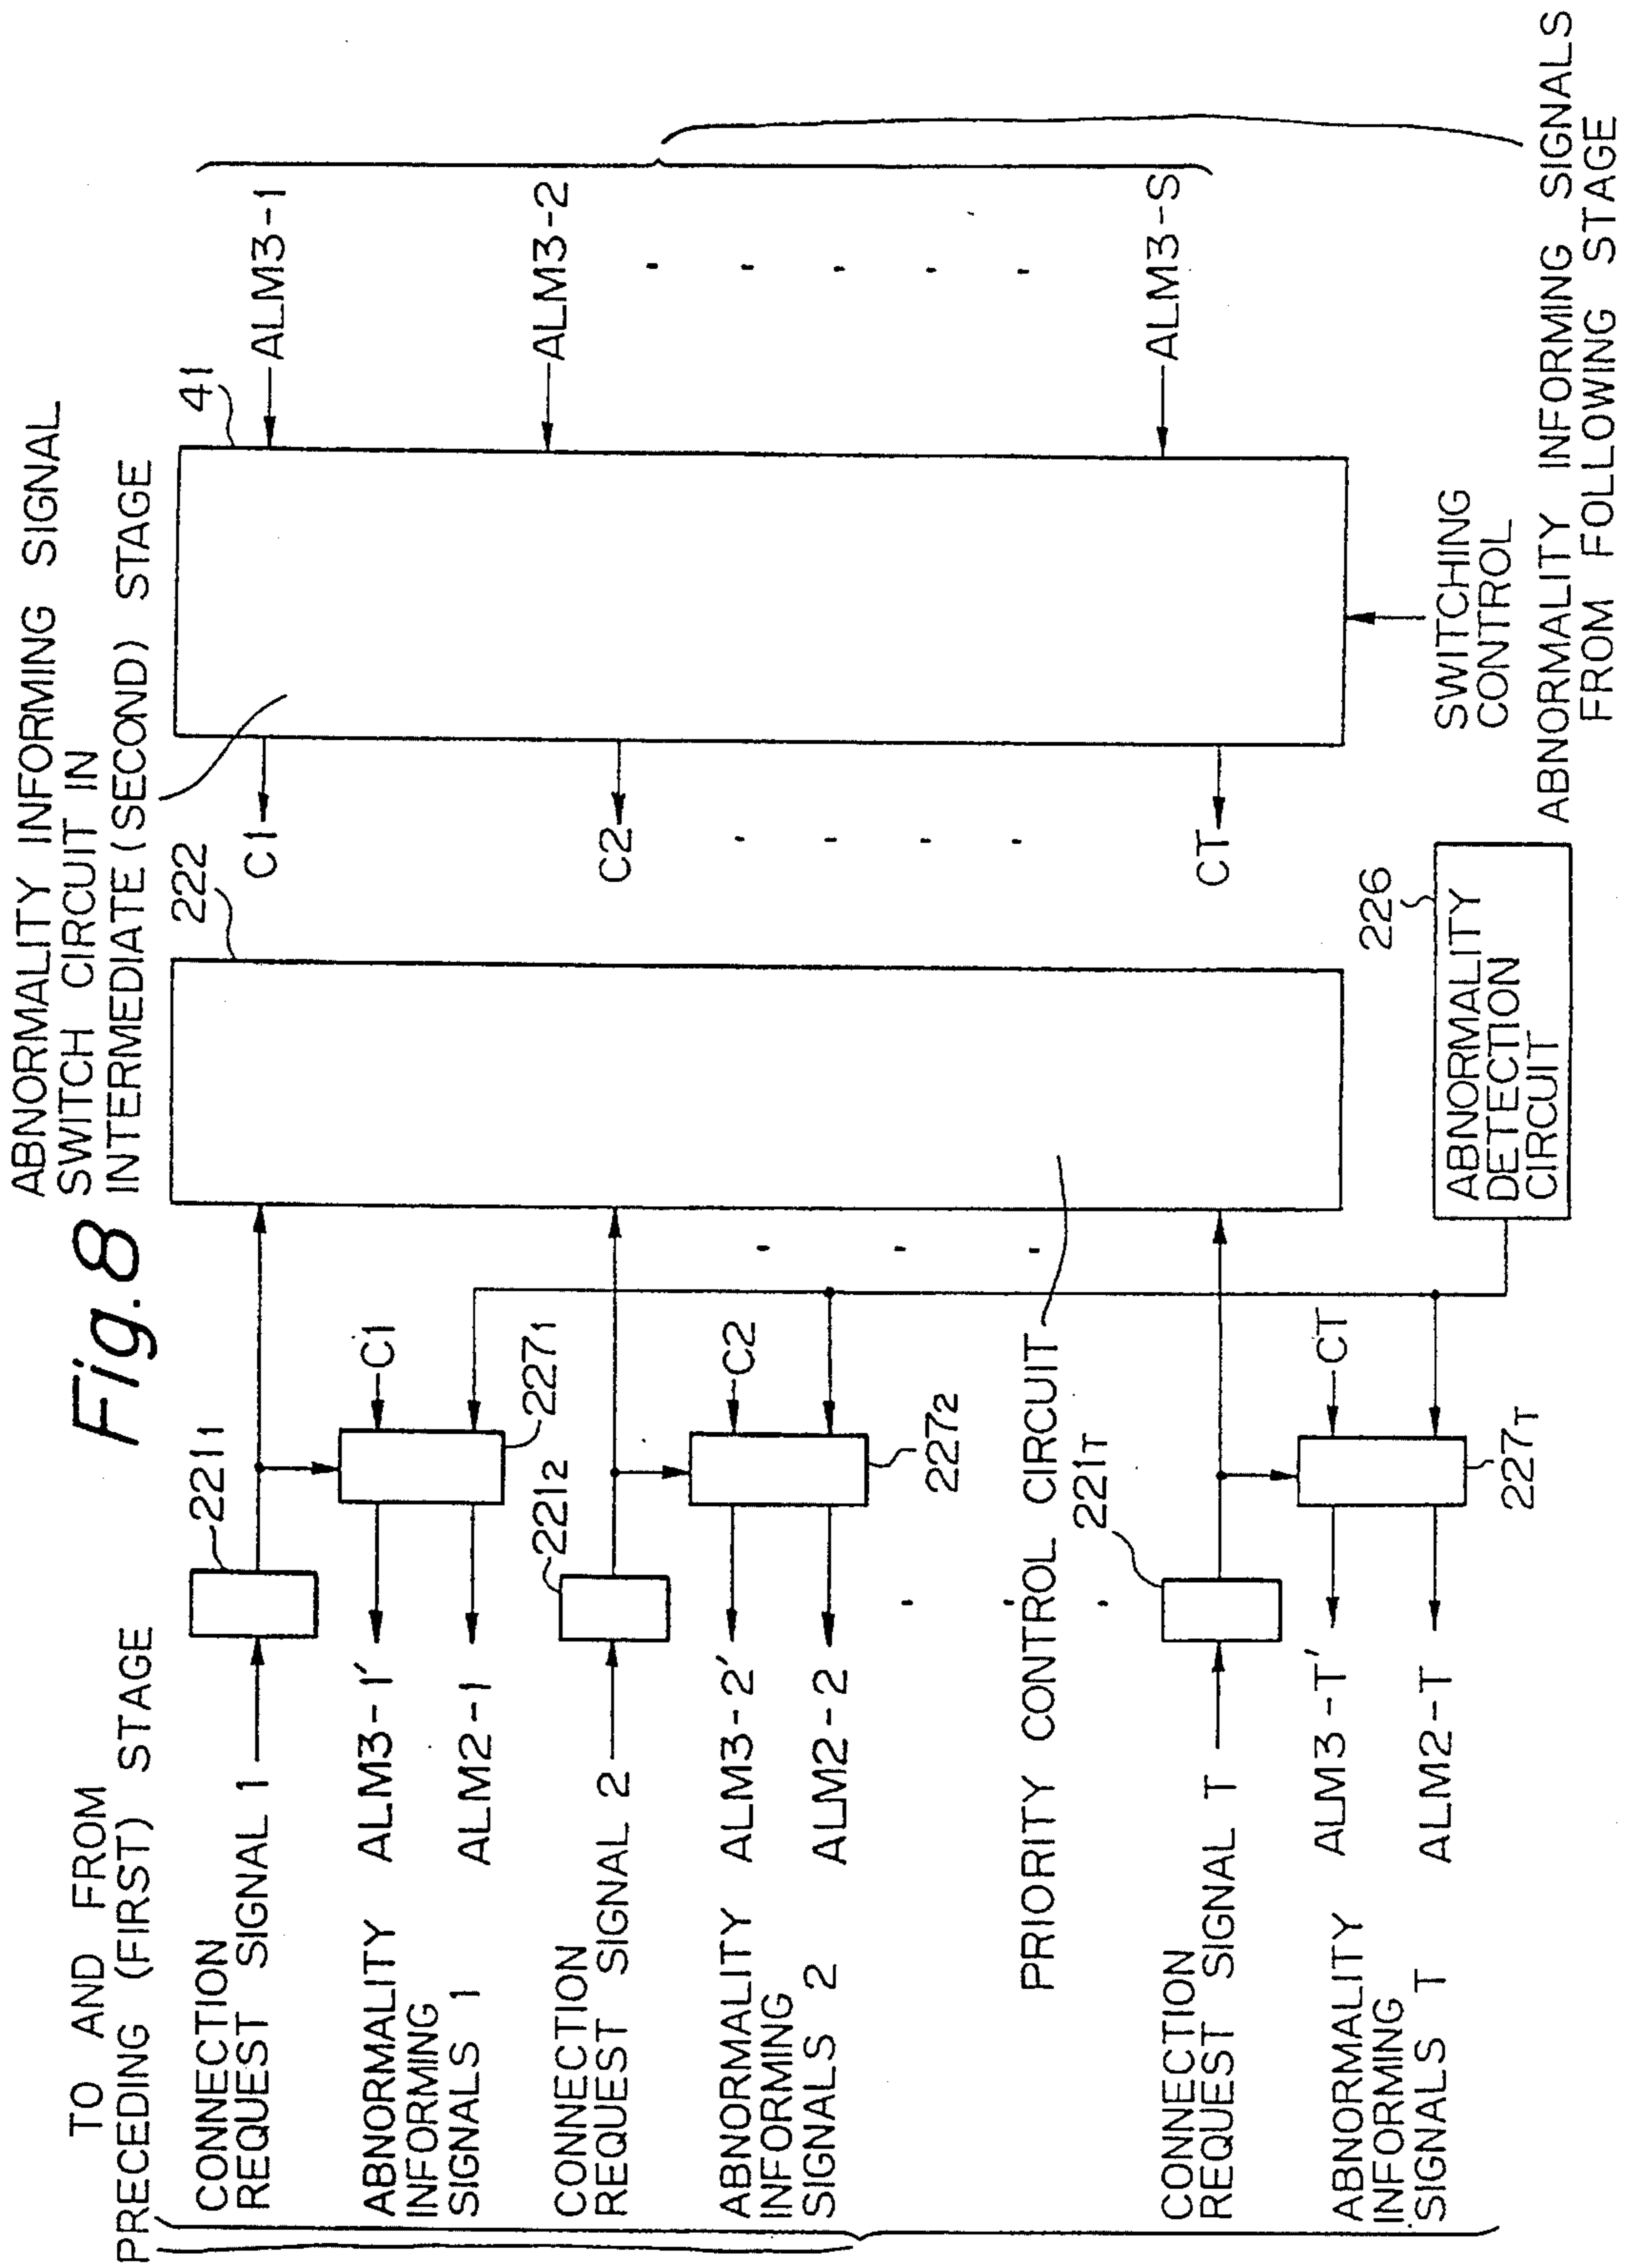 Fig. 8
ABNORMALITY INFORMING SIGNAL
SWITCH CIRCUIT IN
INTERMEDIATE (SECOND) STAGE
TO AND FROM
PRECEDING (FIRST) STAGE
CONNECTION
REQUEST SIGNAL 1
2211
222
C1
41
ALM3-1
ABNORMALITY
INFORMING
SIGNALS 1
ALM3-1'
ALM2-1
C1
2271
CONNECTION
REQUEST SIGNAL 2
2212
C2
ALM3-2
ABNORMALITY
INFORMING
SIGNALS 2
ALM3-2'
ALM2-2
C2
2272
PRIORITY CONTROL CIRCUIT
CONNECTION
REQUEST SIGNAL T
221T
CT
ALM3-S
ABNORMALITY
INFORMING
SIGNALS T
ALM3-T'
ALM2-T
CT
227T
226
ABNORMALITY
DETECTION
CIRCUIT
SWITCHING
CONTROL
ABNORMALITY INFORMING SIGNALS
FROM FOLLOWING STAGE